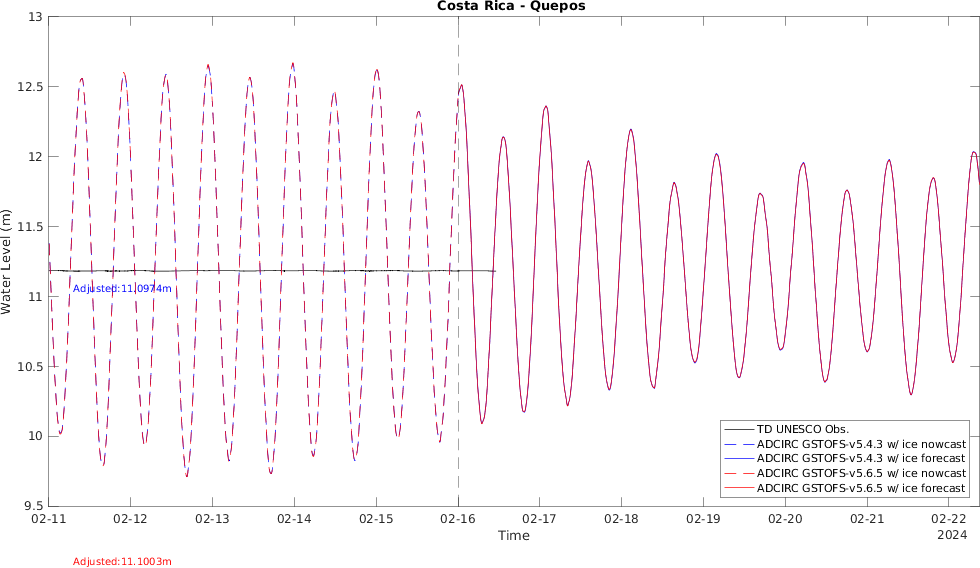 Costa Rica - Quepos
13
12.5
12
11.5
11
10.5
10
9.5
Water Level (m)
Adjusted:11.0974m
TD UNESCO Obs.
ADCIRC GSTOFS-v5.4.3 w/ ice nowcast
ADCIRC GSTOFS-v5.4.3 w/ ice forecast
ADCIRC GSTOFS-v5.6.5 w/ ice nowcast
ADCIRC GSTOFS-v5.6.5 w/ ice forecast
02-11 02-12 02-13 02-14 02-15 02-16 02-17 02-18 02-19 02-20 02-21 02-22
Time
2024
Adjusted:11.1003m